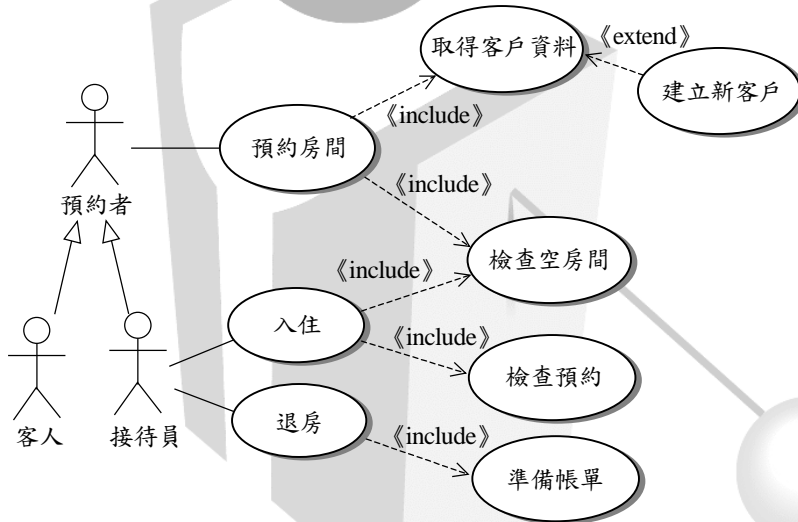 取得客戶資料
《extend》
建立新客戶
《include》
預約房間
預約者
《include》
檢查空房間
《include》
入住
《include》
檢查預約
客人
接待員
退房
《include》
準備帳單